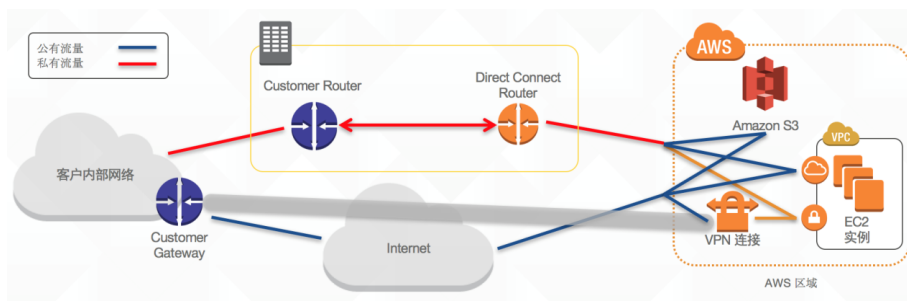 公有流量
私有流量
Customer Router
Direct Connect
Router
AWS
Amazon S3
VPC
客户内部网络
EC2
实例
Customer
Gateway
Internet
VPN 连接
AWS 区域